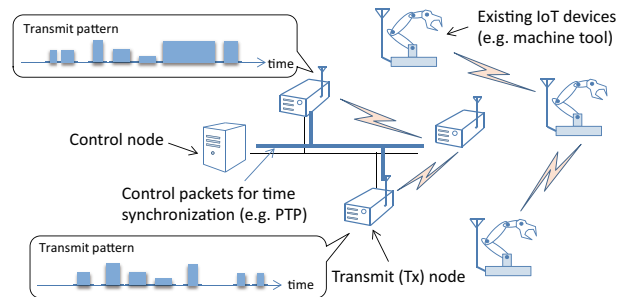 Transmit pattern
time
Existing IoT devices
(e.g. machine tool)
Control node
Control packets for time
synchronization (e.g. PTP)
Transmit pattern
time
Transmit (Tx) node